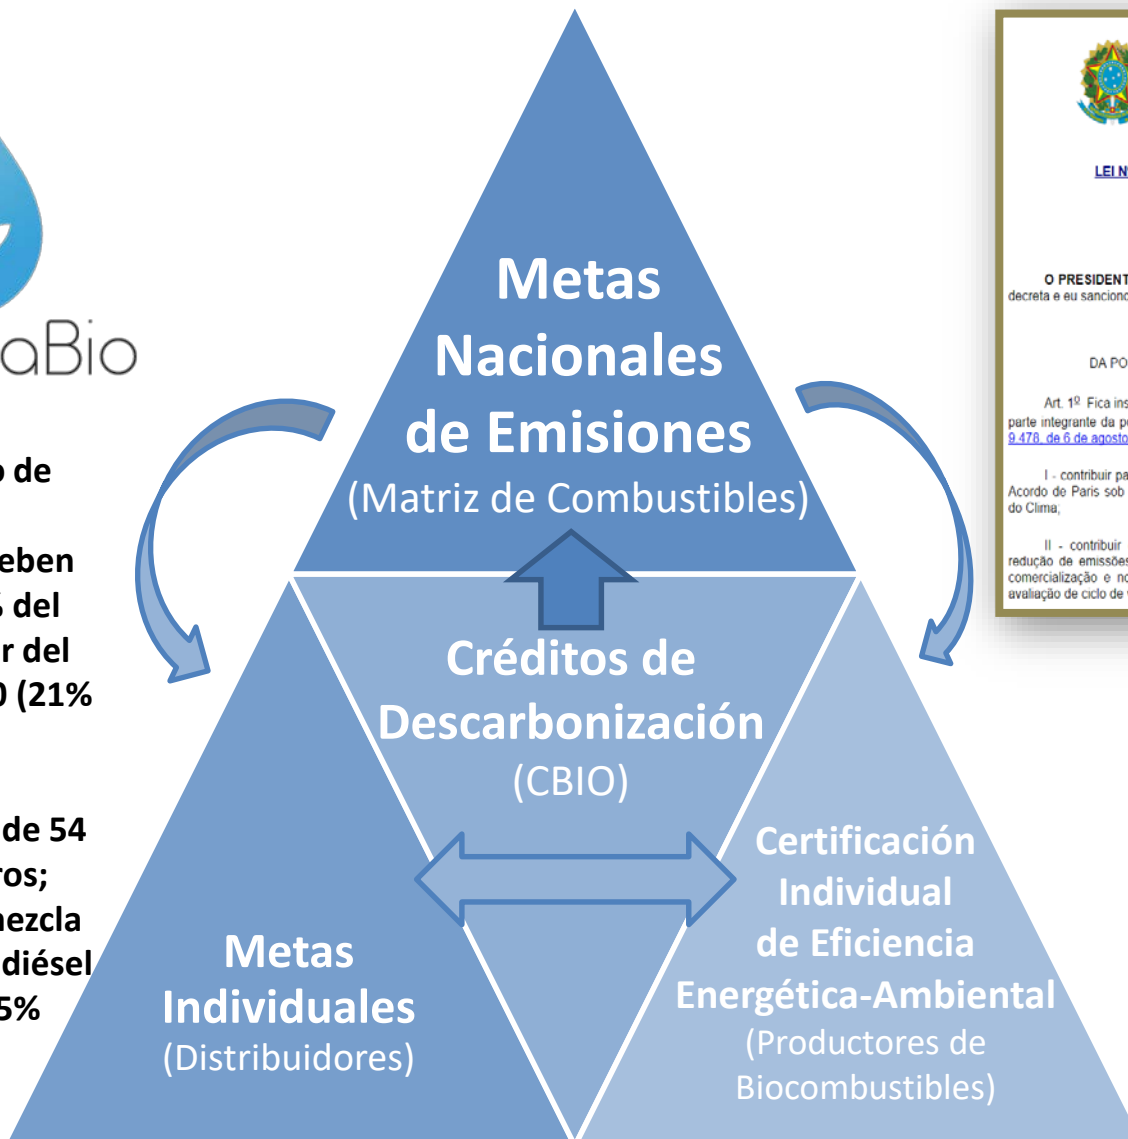 aBio
de
eben
% del
r del
0 (21%
de 54
ros;
nezcla
diésel
5%
Metas
Nacionales
de Emisiones
(Matriz de Combustibles)
Créditos de
Descarbonización
(CBIO)
Metas
Individuales
(Distribuidores)
Certificación
Individual
de Eficiencia
Energética-Ambiental
(Productores de
Biocombustibles)
LEI N
O PRESIDENT
decreta e eu sanciono
DA PO
Art. 1º Fica ins
parte integrante da po
9.478, de 6 de agosto
I - contribuir pa
Acordo de Paris sob
do Clima;
II - contribuir
redução de emissões
comercialização e no
avaliação de ciclo de v